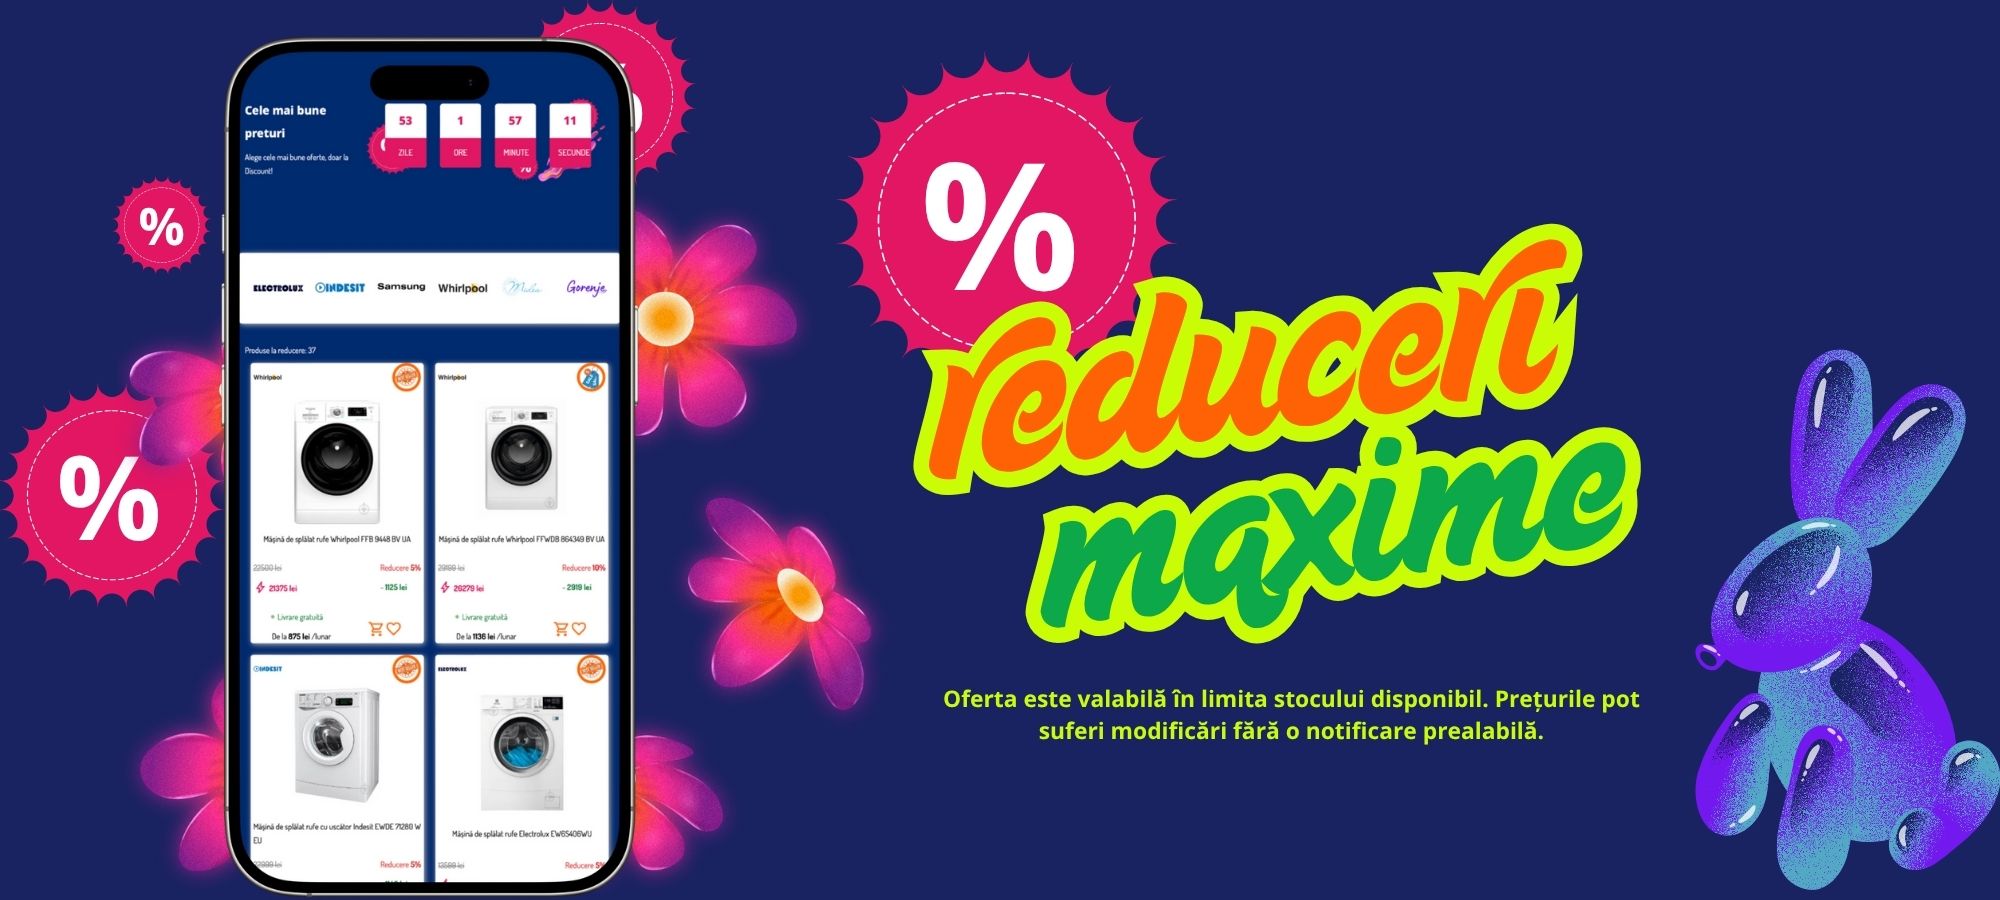 Cele mai bune
preturi
Alege cele mai bune oferte, doar la
Discount!
53 1 57 11
ZILE ORE MINUTE SECUNDE
%
%
%
%
ELECTROLUX INDESIT Samsung Whirlpool Midea Gorenje
Produse la reducere: 37
Whirlpool
Mașină de spălat rufe Whirlpool FFB 9448 BV UA
22500 lei Reducere 5%
21375 lei - 1125 lei
Livrare gratuită
De la 875 lei /lunar
Whirlpool
Mașină de spălat rufe Whirlpool FFWDB 864349 BV UA
29199 lei Reducere 10%
26279 lei - 2919 lei
Livrare gratuită
De la 1136 lei /lunar
INDESIT
Mașină de spălat rufe cu uscător Indesit EWDE 71280 W
EU
Reducere 5%
ELECTROLUX
Mașină de spălat rufe Electrolux EW6S406WU
13599 lei Reducere 5%
reduceri
maxime
Oferta este valabilă în limita stocului disponibil. Prețurile pot
suferi modificări fără o notificare prealabilă.